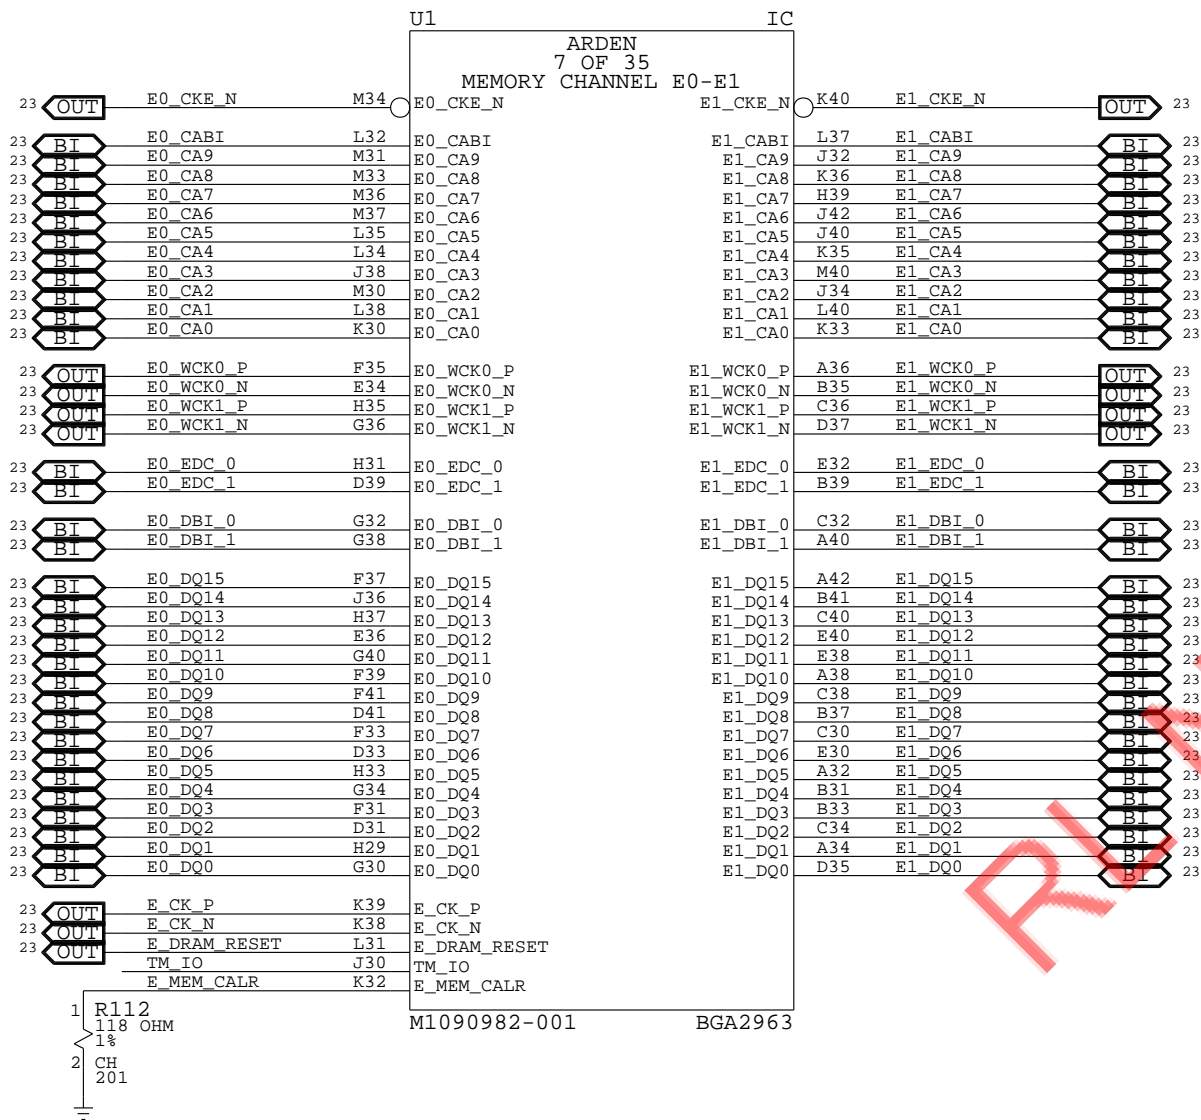 U1 IC
ARDEN
7 OF 35
MEMORY CHANNEL E0-E1
23 OUT E0_CKE_N M34 E0_CKE_N E1_CKE_N K40 E1_CKE_N OUT 23
23 BI E0_CABI L32 E0_CABI E1_CABI L37 E1_CABI BI 23
23 BI E0_CA9 M31 E0_CA9 E1_CA9 J32 E1_CA9 BI 23
23 BI E0_CA8 M33 E0_CA8 E1_CA8 K36 E1_CA8 BI 23
23 BI E0_CA7 M36 E0_CA7 E1_CA7 H39 E1_CA7 BI 23
23 BI E0_CA6 M37 E0_CA6 E1_CA6 J42 E1_CA6 BI 23
23 BI E0_CA5 L35 E0_CA5 E1_CA5 J40 E1_CA5 BI 23
23 BI E0_CA4 L34 E0_CA4 E1_CA4 K35 E1_CA4 BI 23
23 BI E0_CA3 J38 E0_CA3 E1_CA3 M40 E1_CA3 BI 23
23 BI E0_CA2 M30 E0_CA2 E1_CA2 J34 E1_CA2 BI 23
23 BI E0_CA1 L38 E0_CA1 E1_CA1 L40 E1_CA1 BI 23
23 BI E0_CA0 K30 E0_CA0 E1_CA0 K33 E1_CA0 BI 23
23 OUT E0_WCK0_P F35 E0_WCK0_P E1_WCK0_P A36 E1_WCK0_P OUT 23
23 OUT E0_WCK0_N E34 E0_WCK0_N E1_WCK0_N B35 E1_WCK0_N OUT 23
23 OUT E0_WCK1_P H35 E0_WCK1_P E1_WCK1_P C36 E1_WCK1_P OUT 23
23 OUT E0_WCK1_N G36 E0_WCK1_N E1_WCK1_N D37 E1_WCK1_N OUT 23
23 BI E0_EDC_0 H31 E0_EDC_0 E1_EDC_0 E32 E1_EDC_0 BI 23
23 BI E0_EDC_1 D39 E0_EDC_1 E1_EDC_1 B39 E1_EDC_1 BI 23
23 BI E0_DBI_0 G32 E0_DBI_0 E1_DBI_0 C32 E1_DBI_0 BI 23
23 BI E0_DBI_1 G38 E0_DBI_1 E1_DBI_1 A40 E1_DBI_1 BI 23
23 BI E0_DQ15 F37 E0_DQ15 E1_DQ15 A42 E1_DQ15 BI 23
23 BI E0_DQ14 J36 E0_DQ14 E1_DQ14 B41 E1_DQ14 BI 23
23 BI E0_DQ13 H37 E0_DQ13 E1_DQ13 C40 E1_DQ13 BI 23
23 BI E0_DQ12 E36 E0_DQ12 E1_DQ12 E40 E1_DQ12 BI 23
23 BI E0_DQ11 G40 E0_DQ11 E1_DQ11 E38 E1_DQ11 BI 23
23 BI E0_DQ10 F39 E0_DQ10 E1_DQ10 A38 E1_DQ10 BI 23
23 BI E0_DQ9 F41 E0_DQ9 E1_DQ9 C38 E1_DQ9 BI 23
23 BI E0_DQ8 D41 E0_DQ8 E1_DQ8 B37 E1_DQ8 BI 23
23 BI E0_DQ7 F33 E0_DQ7 E1_DQ7 C30 E1_DQ7 BI 23
23 BI E0_DQ6 D33 E0_DQ6 E1_DQ6 E30 E1_DQ6 BI 23
23 BI E0_DQ5 H33 E0_DQ5 E1_DQ5 A32 E1_DQ5 BI 23
23 BI E0_DQ4 G34 E0_DQ4 E1_DQ4 B31 E1_DQ4 BI 23
23 BI E0_DQ3 F31 E0_DQ3 E1_DQ3 B33 E1_DQ3 BI 23
23 BI E0_DQ2 D31 E0_DQ2 E1_DQ2 C34 E1_DQ2 BI 23
23 BI E0_DQ1 H29 E0_DQ1 E1_DQ1 A34 E1_DQ1 BI 23
23 BI E0_DQ0 G30 E0_DQ0 E1_DQ0 D35 E1_DQ0 BI 23
23 OUT E_CK_P K39 E_CK_P
23 OUT E_CK_N K38 E_CK_N
23 OUT E_DRAM_RESET L31 E_DRAM_RESET
TM_IO J30 TM_IO
E_MEM_CALR K32 E_MEM_CALR
1 R112
118 OHM
1%
2 CH
201
M1090982-001 BGA2963